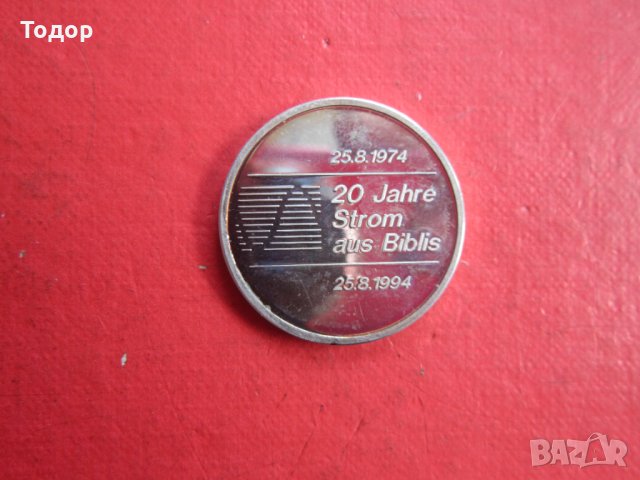 Тодор
25.8.1974
20 Jahre
Strom
aus Biblis
25.8.1994
BAZAR